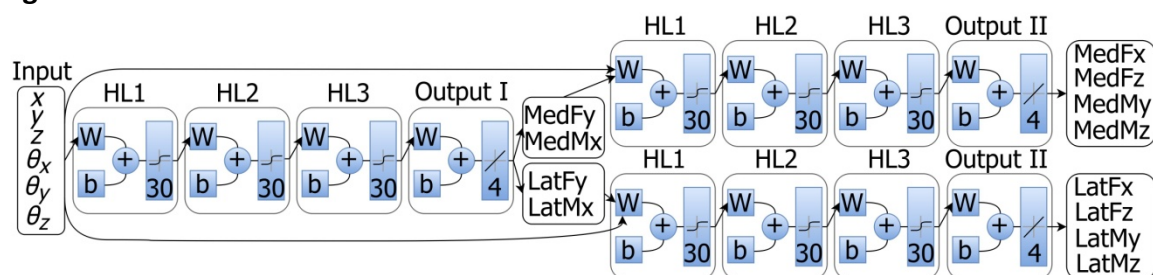 HL1 HL2 HL3 Output II
Input
x
y
z
θx
θy
θz
HL1 HL2 HL3 Output I
W b + 30
W b + 30
W b + 30
W b + 4
MedFy
MedMx
LatFy
LatMx
W b + 30
W b + 30
W b + 30
W b + 4
MedFx
MedFz
MedMy
MedMz
HL1 HL2 HL3 Output II
W b + 30
W b + 30
W b + 30
W b + 4
LatFx
LatFz
LatMy
LatMz